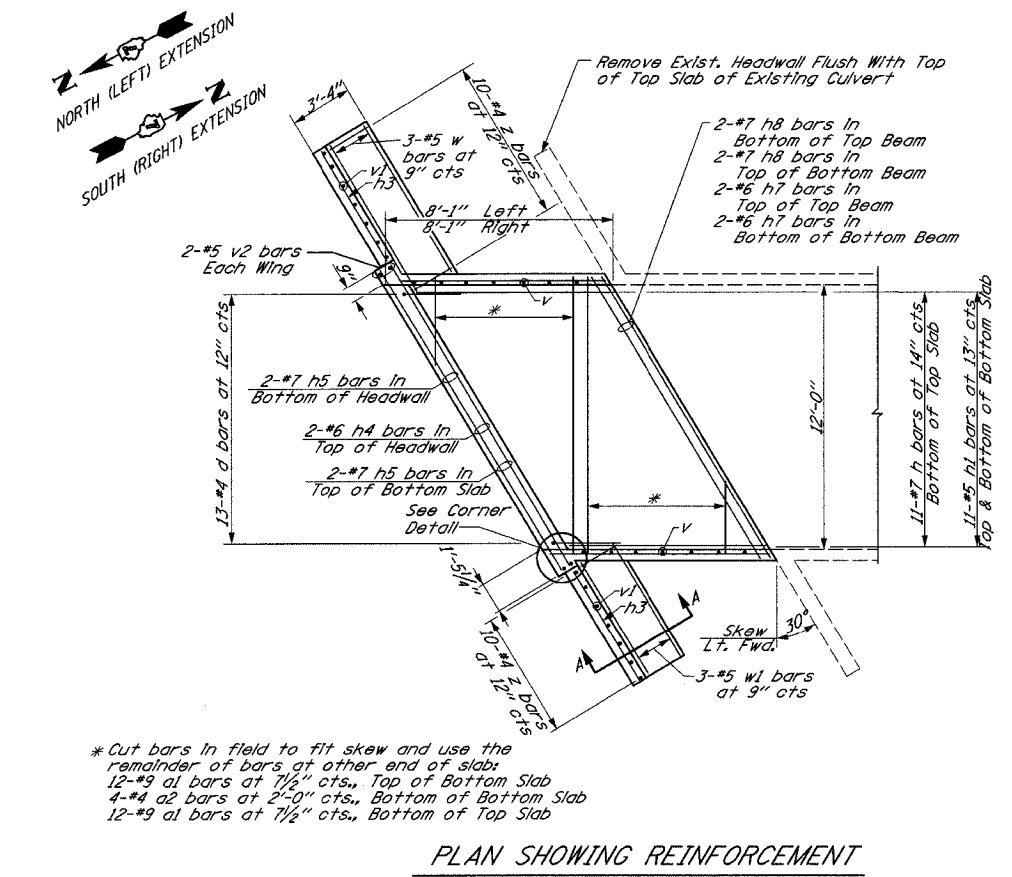 N
NORTH (LEFT) EXTENSION
N
SOUTH (RIGHT) EXTENSION
3'-4"
10-#4 z bars
at 12" cts
Remove Exist. Headwall Flush With Top
of Top Slab of Existing Culvert
3-#5 w
bars at
9" cts
v1
h3
2-#7 h8 bars in
Bottom of Top Beam
2-#7 h8 bars in
Top of Bottom Beam
2-#6 h7 bars in
Top of Top Beam
2-#6 h7 bars in
Bottom of Bottom Beam
8'-1" Left
8'-1" Right
2-#5 v2 bars
Each Wing
9"
v
*
13-#4 d bars at 12" cts
2-#7 h5 bars in
Bottom of Headwall
2-#6 h4 bars in
Top of Headwall
2-#7 h5 bars in
Top of Bottom Slab
12'-0"
11-#7 h bars at 14" cts
Bottom of Top Slab
11-#5 h1 bars at 13" cts
Top & Bottom of Bottom Slab
See Corner
Detail
*
v
1'-5 1/4"
v1
h3
A
A
10-#4 z bars
at 12" cts
Skew
Lt. Fwd.
30°
3-#5 w1 bars
at 9" cts
* Cut bars in field to fit skew and use the
remainder of bars at other end of slab:
12-#9 a1 bars at 7 1/2" cts., Top of Bottom Slab
4-#4 a2 bars at 2'-0" cts., Bottom of Bottom Slab
12-#9 a1 bars at 7 1/2" cts., Bottom of Top Slab
PLAN SHOWING REINFORCEMENT